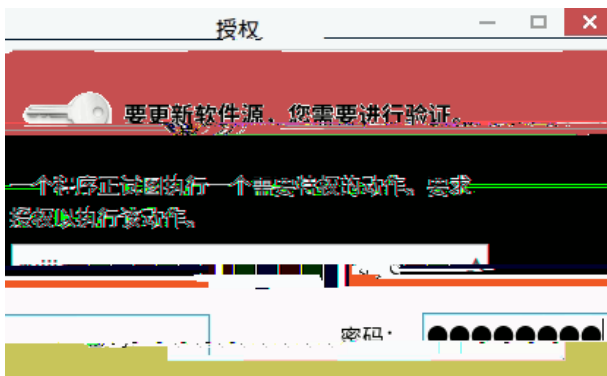 授权
要更新软件源，您需要进行验证。
一个程序正试图执行一个需要特权的动作。要求
授权以执行该动作。
密码：